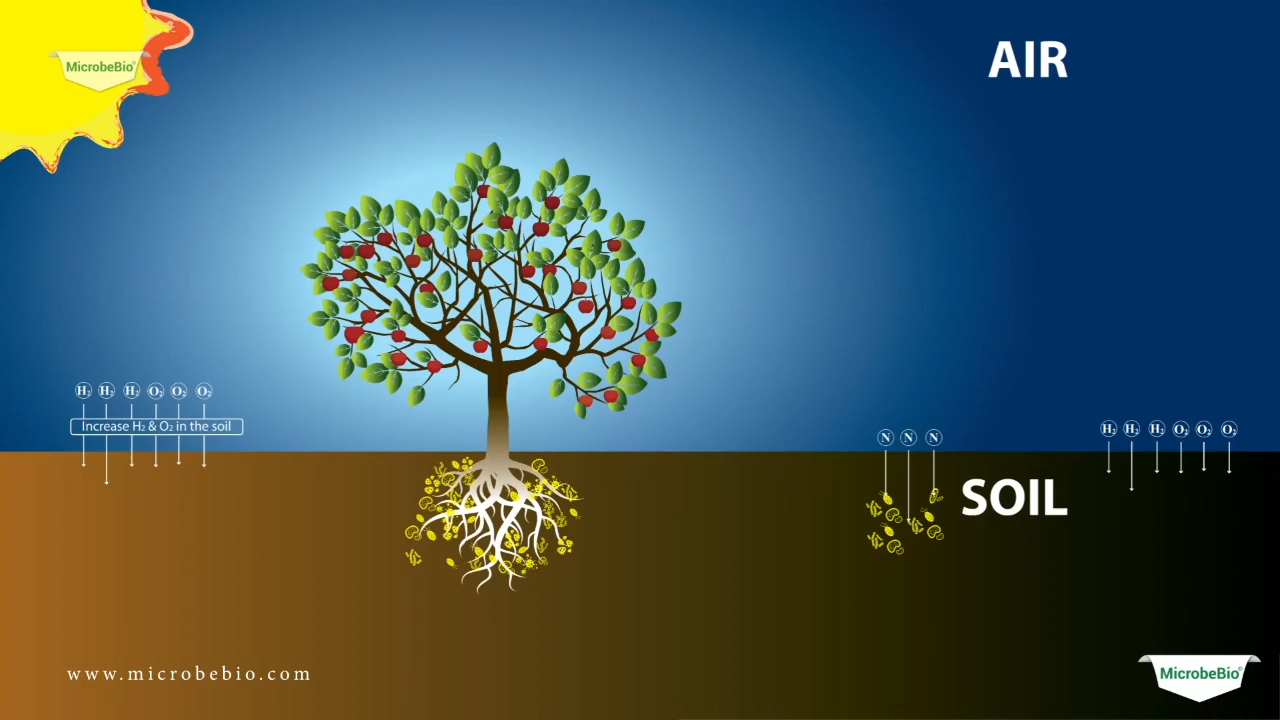 AIR
MicrobeBio©
H₂ H₂ H₂ O₂ O₂ O₂
Increase H₂ & O₂ in the soil
N N N
H₂ H₂ H₂ O₂ O₂ O₂
SOIL
www.microbebio.com
MicrobeBio©